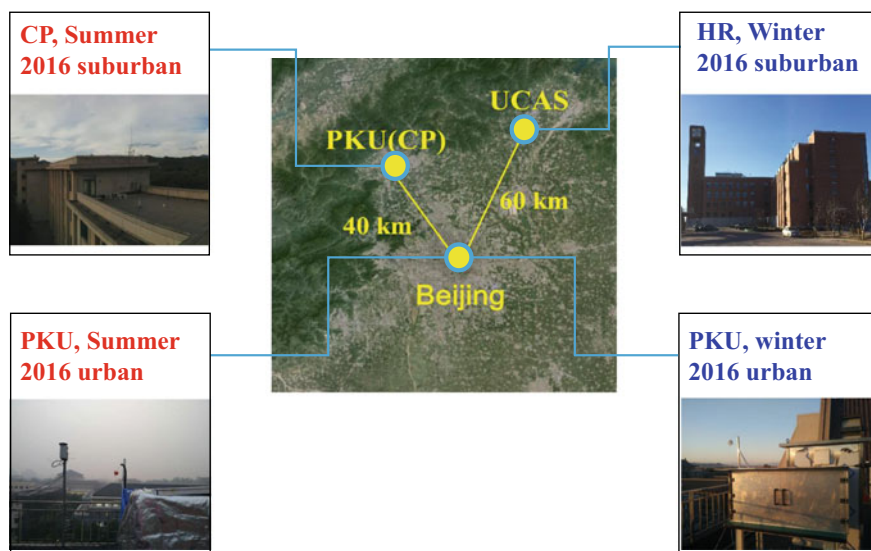 CP, Summer
2016 suburban
HR, Winter
2016 suburban
UCAS
PKU(CP)
40 km
60 km
Beijing
PKU, Summer
2016 urban
PKU, winter
2016 urban